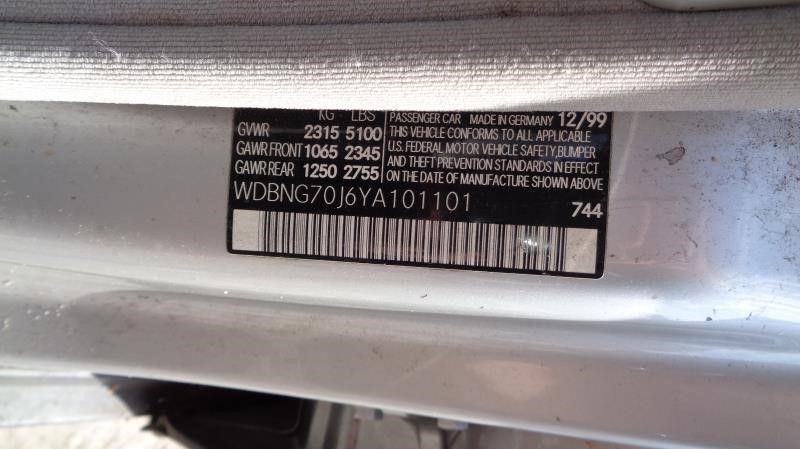 KG LBS
GVWR 2315 5100
GAWR FRONT 1065 2345
GAWR REAR 1250 2755
PASSENGER CAR MADE IN GERMANY 12/99
THIS VEHICLE CONFORMS TO ALL APPLICABLE
U.S. FEDERAL MOTOR VEHICLE SAFETY, BUMPER
AND THEFT PREVENTION STANDARDS IN EFFECT
ON THE DATE OF MANUFACTURE SHOWN ABOVE.
WDBNG70J6YA101101
744